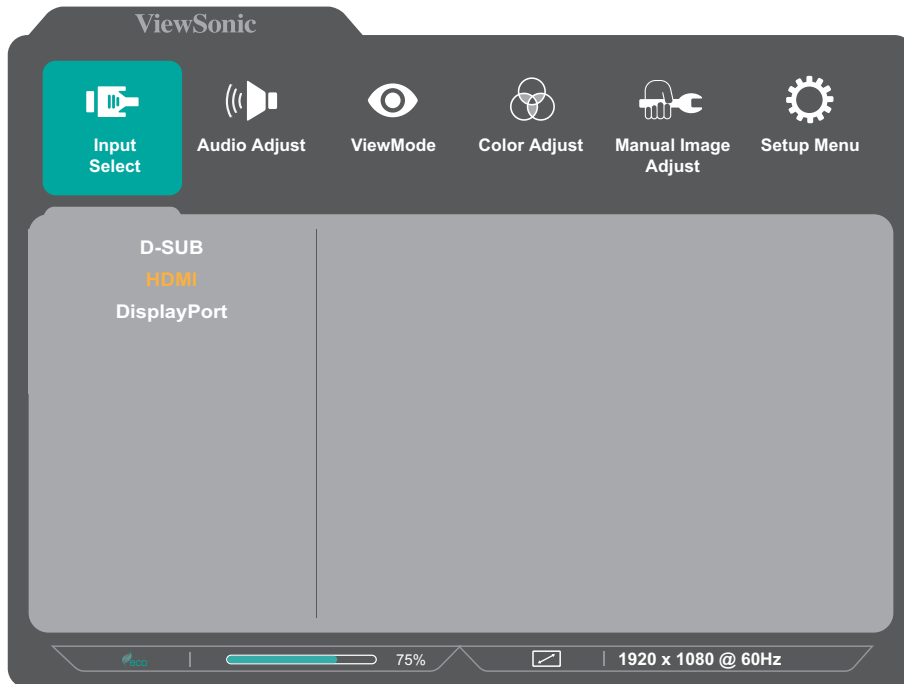 ViewSonic
Input
Select
Audio Adjust
ViewMode
Color Adjust
Manual Image
Adjust
Setup Menu
D-SUB
HDMI
DisplayPort
eco
75%
1920 x 1080 @ 60Hz